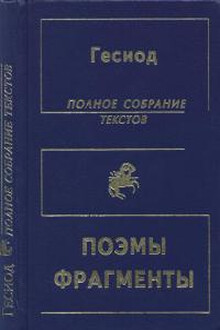 Гесиод
ПОЛНОЕ СОБРАНИЕ
ТЕКСТОВ
ПОЭМЫ
ФРАГМЕНТЫ
ГЕСИОД ПОЛНОЕ СОБРАНИЕ ТЕКСТОВ